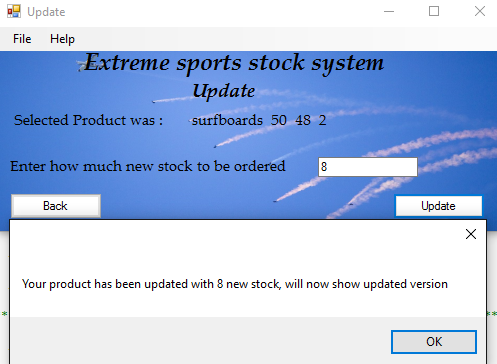 Update
File Help
Extreme sports stock system
Update
Selected Product was : surfboards 50 48 2
Enter how much new stock to be ordered 8
Back Update
Your product has been updated with 8 new stock, will now show updated version
* **
OK